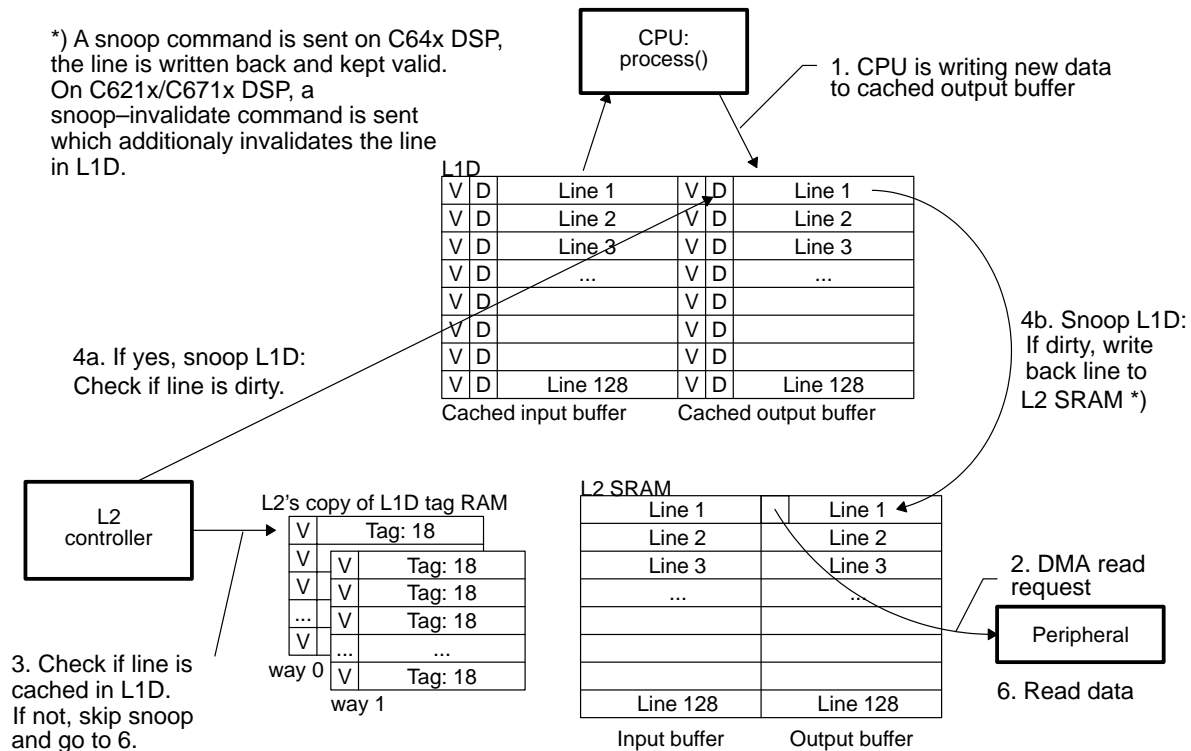 *) A snoop command is sent on C64x DSP,
the line is written back and kept valid.
On C621x/C671x DSP, a
snoop–invalidate command is sent
which additionaly invalidates the line
in L1D.
CPU:
process()
1. CPU is writing new data
to cached output buffer
L1D
V D Line 1 V D Line 1
V D Line 2 V D Line 2
V D Line 3 V D Line 3
V D ... V D ...
V D V D
V D V D
V D V D
V D Line 128 V D Line 128
Cached input buffer Cached output buffer
4a. If yes, snoop L1D:
Check if line is dirty.
4b. Snoop L1D:
If dirty, write
back line to
L2 SRAM *)
L2
controller
L2's copy of L1D tag RAM
V Tag: 18
V
V
...
V
way 0
V Tag: 18
V Tag: 18
V Tag: 18
... ...
V Tag: 18
way 1
3. Check if line is
cached in L1D.
If not, skip snoop
and go to 6.
L2 SRAM
Line 1 Line 1
Line 2 Line 2
Line 3 Line 3
... ...
Line 128 Line 128
Input buffer Output buffer
2. DMA read
request
Peripheral
6. Read data